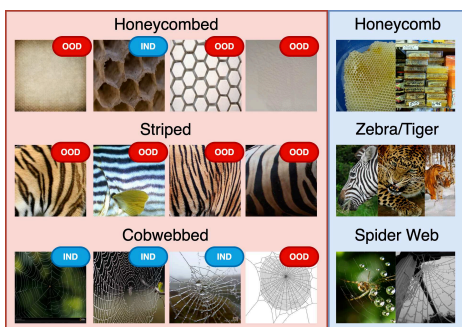 Honeycombed
Honeycomb
OOD
IND
OOD
OOD
Striped
Zebra/Tiger
OOD
OOD
OOD
OOD
Cobwebbed
Spider Web
IND
IND
IND
OOD